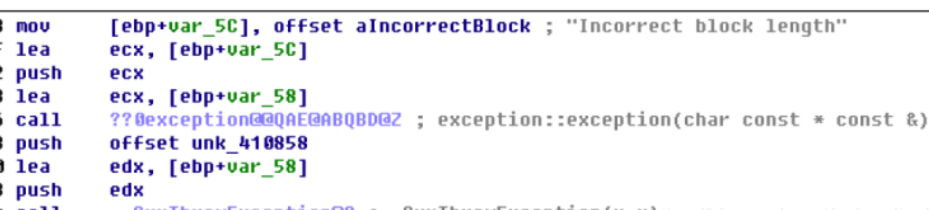 mov [ebp+var_5C], offset aIncorrectBlock ; "Incorrect block length"
lea ecx, [ebp+var_5C]
push ecx
lea ecx, [ebp+var_58]
call ??0exception@@QAE@ABQBD@Z ; exception::exception(char const * const &)
push offset unk_410858
lea edx, [ebp+var_58]
push edx